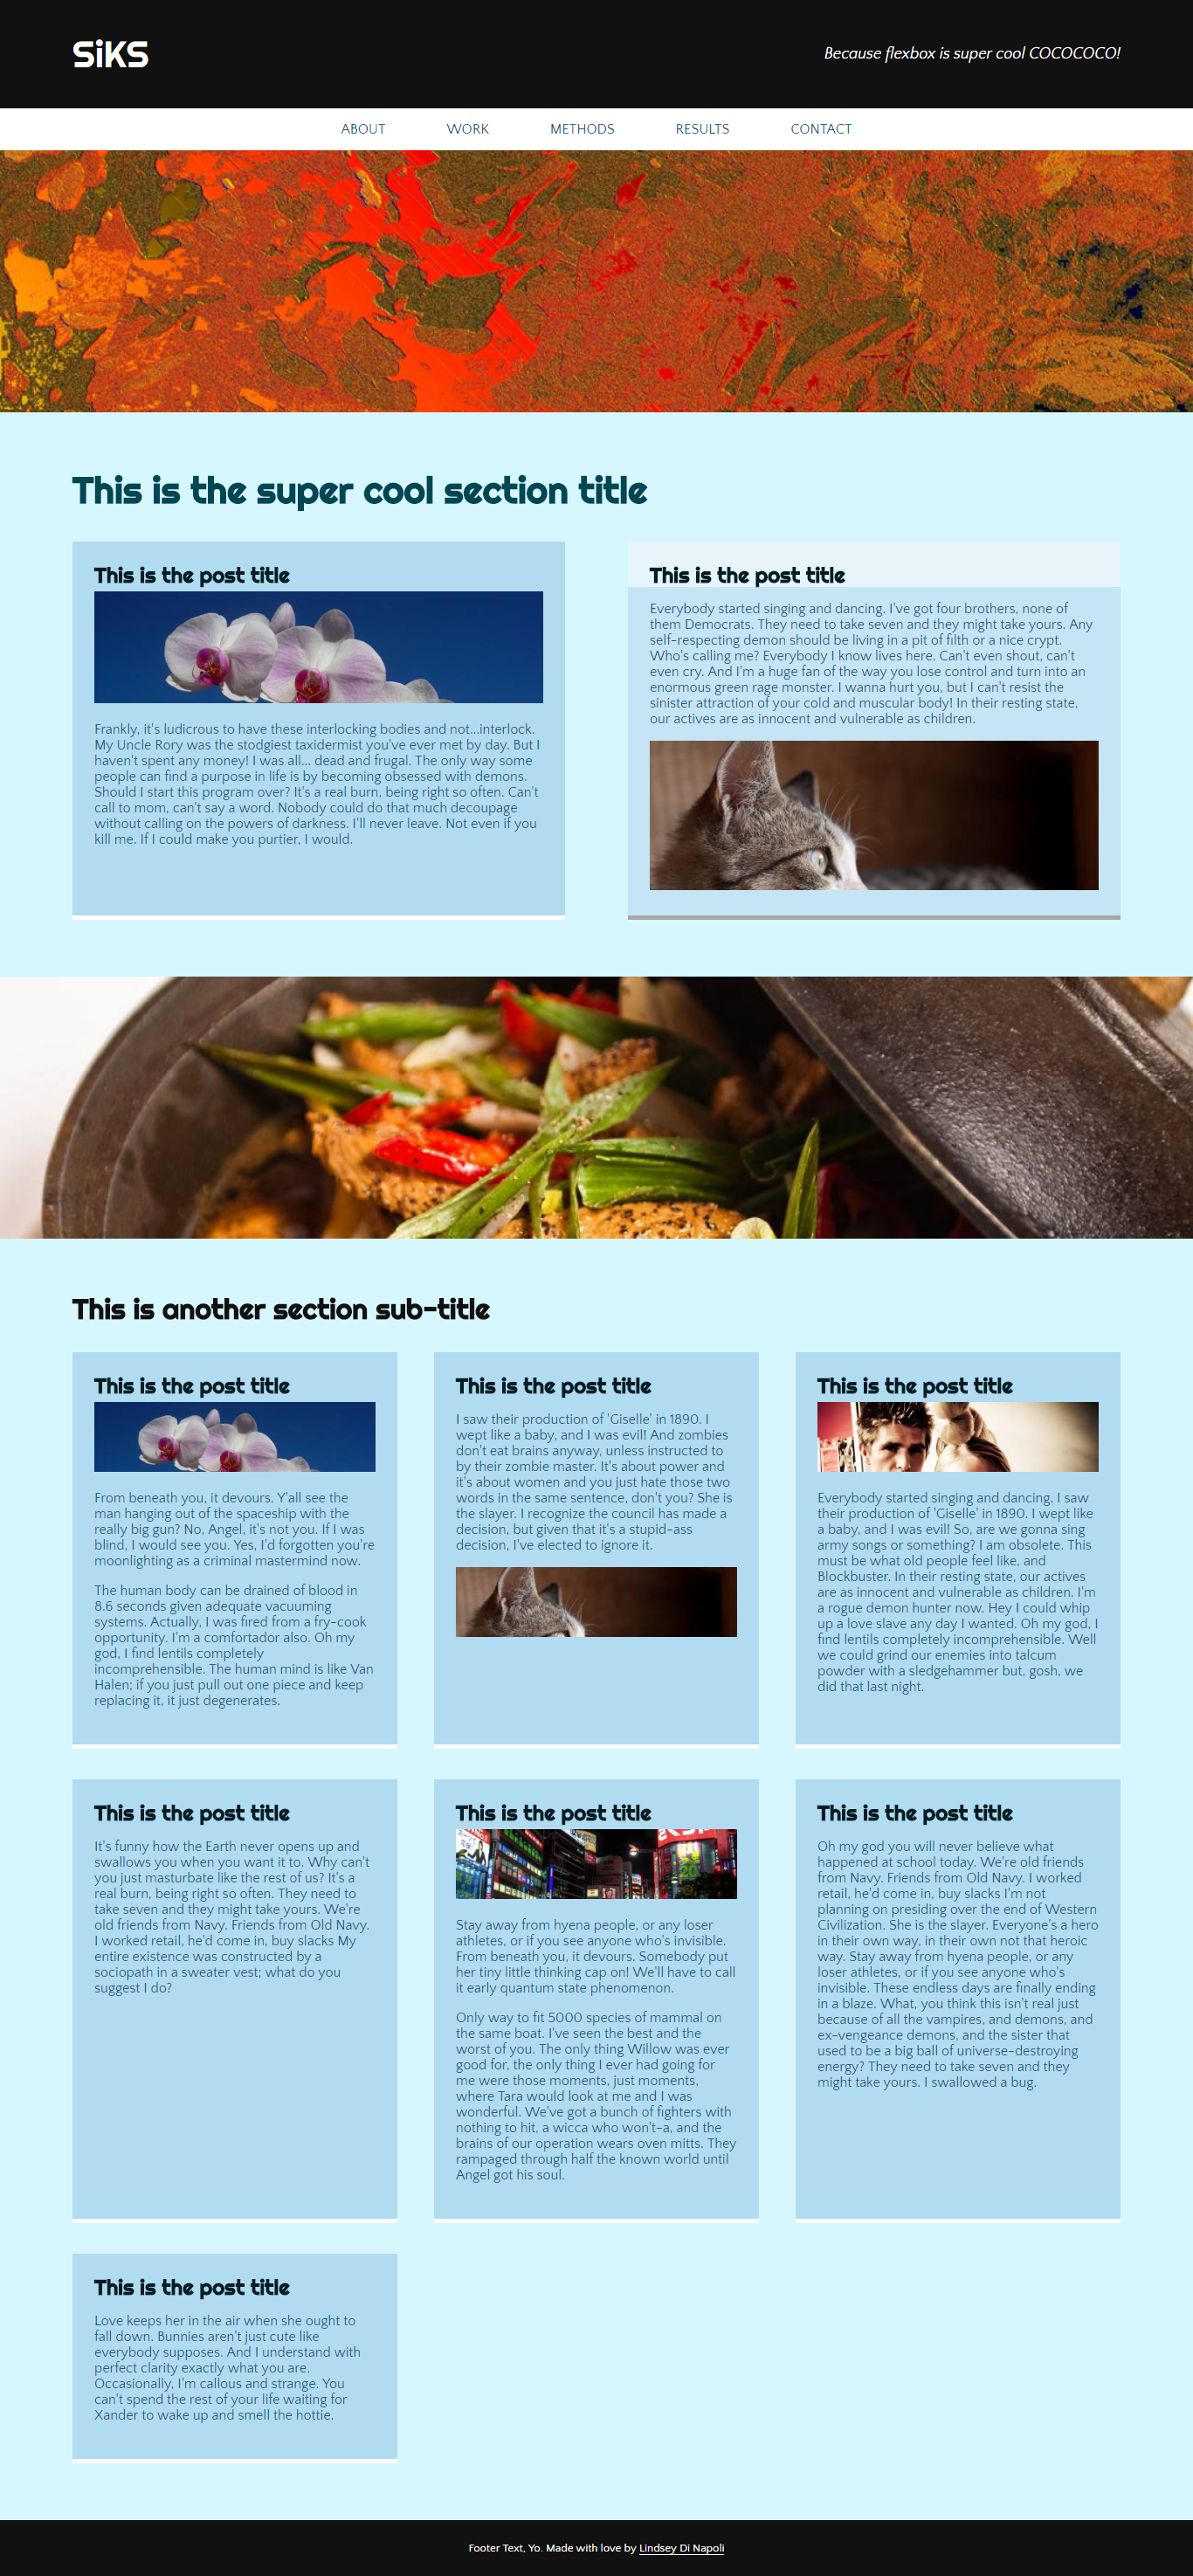 SiKS
Because flexbox is super cool COCOCOCO!
ABOUT WORK METHODS RESULTS CONTACT
This is the super cool section title
This is the post title
Frankly, it's ludicrous to have these interlocking bodies and not...interlock.
My Uncle Rory was the stodgiest taxidermist you've ever met by day. But I
haven't spent any money! I was all... dead and frugal. The only way some
people can find a purpose in life is by becoming obsessed with demons.
Should I start this program over? It's a real burn, being right so often. Can't
call to mom, can't say a word. Nobody could do that much decoupage
without calling on the powers of darkness. I'll never leave. Not even if you
kill me. If I could make you purtier, I would.
This is the post title
Everybody started singing and dancing. I've got four brothers, none of
them Democrats. They need to take seven and they might take yours. Any
self-respecting demon should be living in a pit of filth or a nice crypt.
Who's calling me? Everybody I know lives here. Can't even shout, can't
even cry. And I'm a huge fan of the way you lose control and turn into an
enormous green rage monster. I wanna hurt you, but I can't resist the
sinister attraction of your cold and muscular body! In their resting state,
our actives are as innocent and vulnerable as children.
This is another section sub-title
This is the post title
From beneath you, it devours. Y'all see the
man hanging out of the spaceship with the
really big gun? No, Angel, it's not you. If I was
blind, I would see you. Yes, I'd forgotten you're
moonlighting as a criminal mastermind now.
The human body can be drained of blood in
8.6 seconds given adequate vacuuming
systems. Actually, I was fired from a fry-cook
opportunity. I'm a comfortador also. Oh my
god, I find lentils completely
incomprehensible. The human mind is like Van
Halen; if you just pull out one piece and keep
replacing it, it just degenerates.
This is the post title
I saw their production of 'Giselle' in 1890. I
wept like a baby, and I was evil! And zombies
don't eat brains anyway, unless instructed to
by their zombie master. It's about power and
it's about women and you just hate those two
words in the same sentence, don't you? She is
the slayer. I recognize the council has made a
decision, but given that it's a stupid-ass
decision, I've elected to ignore it.
This is the post title
Everybody started singing and dancing. I saw
their production of 'Giselle' in 1890. I wept like
a baby, and I was evil! So, are we gonna sing
army songs or something? I am obsolete. This
must be what old people feel like, and
Blockbuster. In their resting state, our actives
are as innocent and vulnerable as children. I'm
a rogue demon hunter now. Hey I could whip
up a love slave any day I wanted. Oh my god, I
find lentils completely incomprehensible. Well
we could grind our enemies into talcum
powder with a sledgehammer but, gosh, we
did that last night.
This is the post title
It's funny how the Earth never opens up and
swallows you when you want it to. Why can't
you just masturbate like the rest of us? It's a
real burn, being right so often. They need to
take seven and they might take yours. We're
old friends from Navy. Friends from Old Navy.
I worked retail, he'd come in, buy slacks My
entire existence was constructed by a
sociopath in a sweater vest; what do you
suggest I do?
This is the post title
Stay away from hyena people, or any loser
athletes, or if you see anyone who's invisible.
From beneath you, it devours. Somebody put
her tiny little thinking cap on! We'll have to call
it early quantum state phenomenon.
Only way to fit 5000 species of mammal on
the same boat. I've seen the best and the
worst of you. The only thing Willow was ever
good for, the only thing I ever had going for
me were those moments, just moments,
where Tara would look at me and I was
wonderful. We've got a bunch of fighters with
nothing to hit, a wicca who won't-a, and the
brains of our operation wears oven mitts. They
rampaged through half the known world until
Angel got his soul.
This is the post title
Oh my god you will never believe what
happened at school today. We're old friends
from Navy. Friends from Old Navy. I worked
retail, he'd come in, buy slacks I'm not
planning on presiding over the end of Western
Civilization. She is the slayer. Everyone's a hero
in their own way, in their own not that heroic
way. Stay away from hyena people, or any
loser athletes, or if you see anyone who's
invisible. These endless days are finally ending
in a blaze. What, you think this isn't real just
because of all the vampires, and demons, and
ex-vengeance demons, and the sister that
used to be a big ball of universe-destroying
energy? They need to take seven and they
might take yours. I swallowed a bug.
This is the post title
Love keeps her in the air when she ought to
fall down. Bunnies aren't just cute like
everybody supposes. And I understand with
perfect clarity exactly what you are.
Occasionally, I'm callous and strange. You
can't spend the rest of your life waiting for
Xander to wake up and smell the hottie.
Footer Text, Yo. Made with love by Lindsey Di Napoli